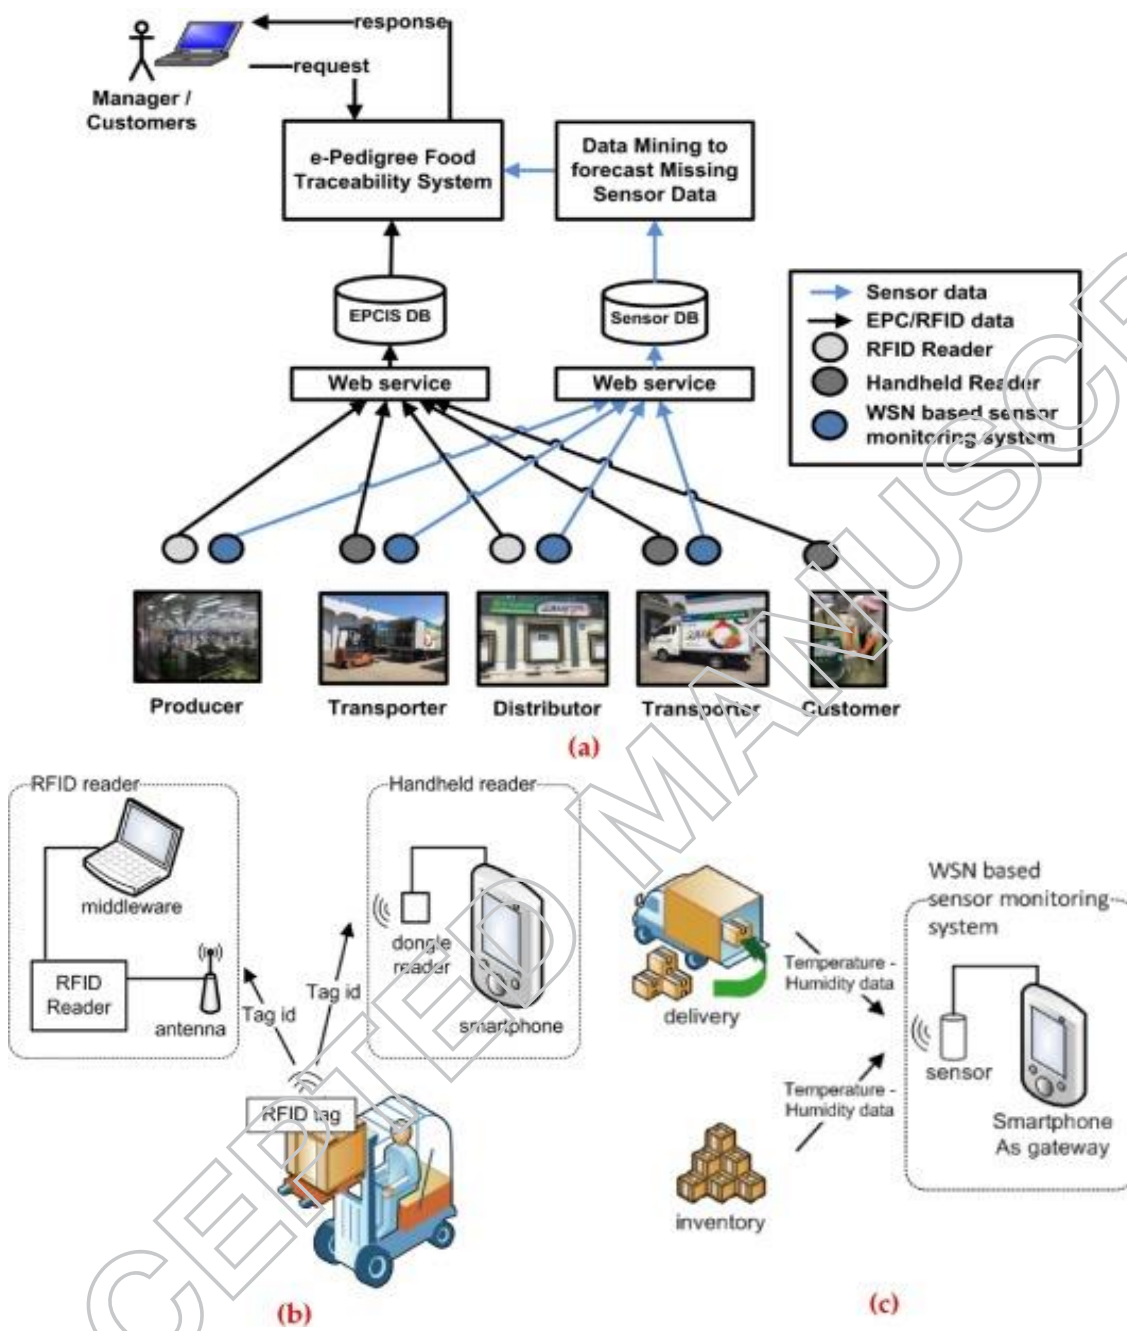 response
request
Manager /
Customers
e-Pedigree Food
Traceability System
Data Mining to
forecast Missing
Sensor Data
EPCIS DB
Sensor DB
Web service
Web service
Sensor data
EPC/RFID data
RFID Reader
Handheld Reader
WSN based sensor
monitoring system
Producer
Transporter
Distributor
Transporter
Customer
(a)
RFID reader
middleware
RFID
Reader
antenna
Tag id
Handheld reader
dongle
reader
smartphone
Tag id
RFID tag
(b)
WSN based
sensor monitoring
system
Temperature -
Humidity data
delivery
sensor
Temperature -
Humidity data
Smartphone
As gateway
inventory
(c)
CERTED MANUSCR